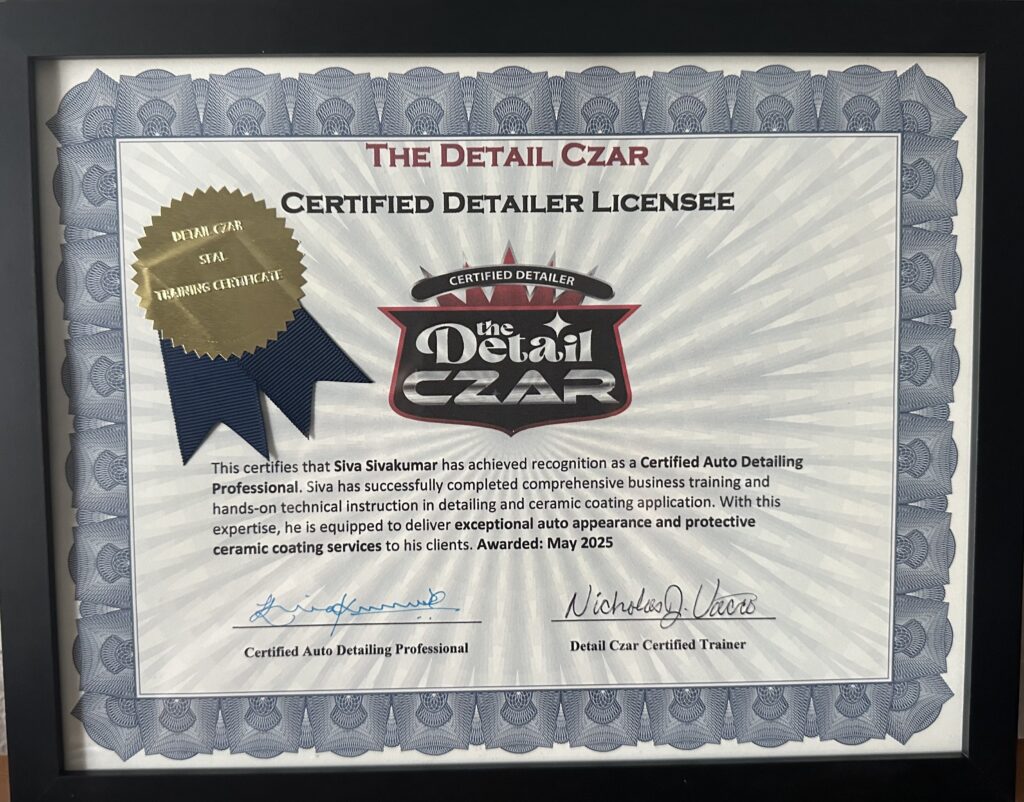 THE DETAIL CZAR
CERTIFIED DETAILER LICENSEE
DETAIL CZAR
SEAL
TRAINING CERTIFICATE
CERTIFIED DETAILER
the
Detail
CZAR
This certifies that Siva Sivakumar has achieved recognition as a Certified Auto Detailing
Professional. Siva has successfully completed comprehensive business training and
hands-on technical instruction in detailing and ceramic coating application. With this
expertise, he is equipped to deliver exceptional auto appearance and protective
ceramic coating services to his clients. Awarded: May 2025
Nicholas J. Vacco
Certified Auto Detailing Professional
Detail Czar Certified Trainer